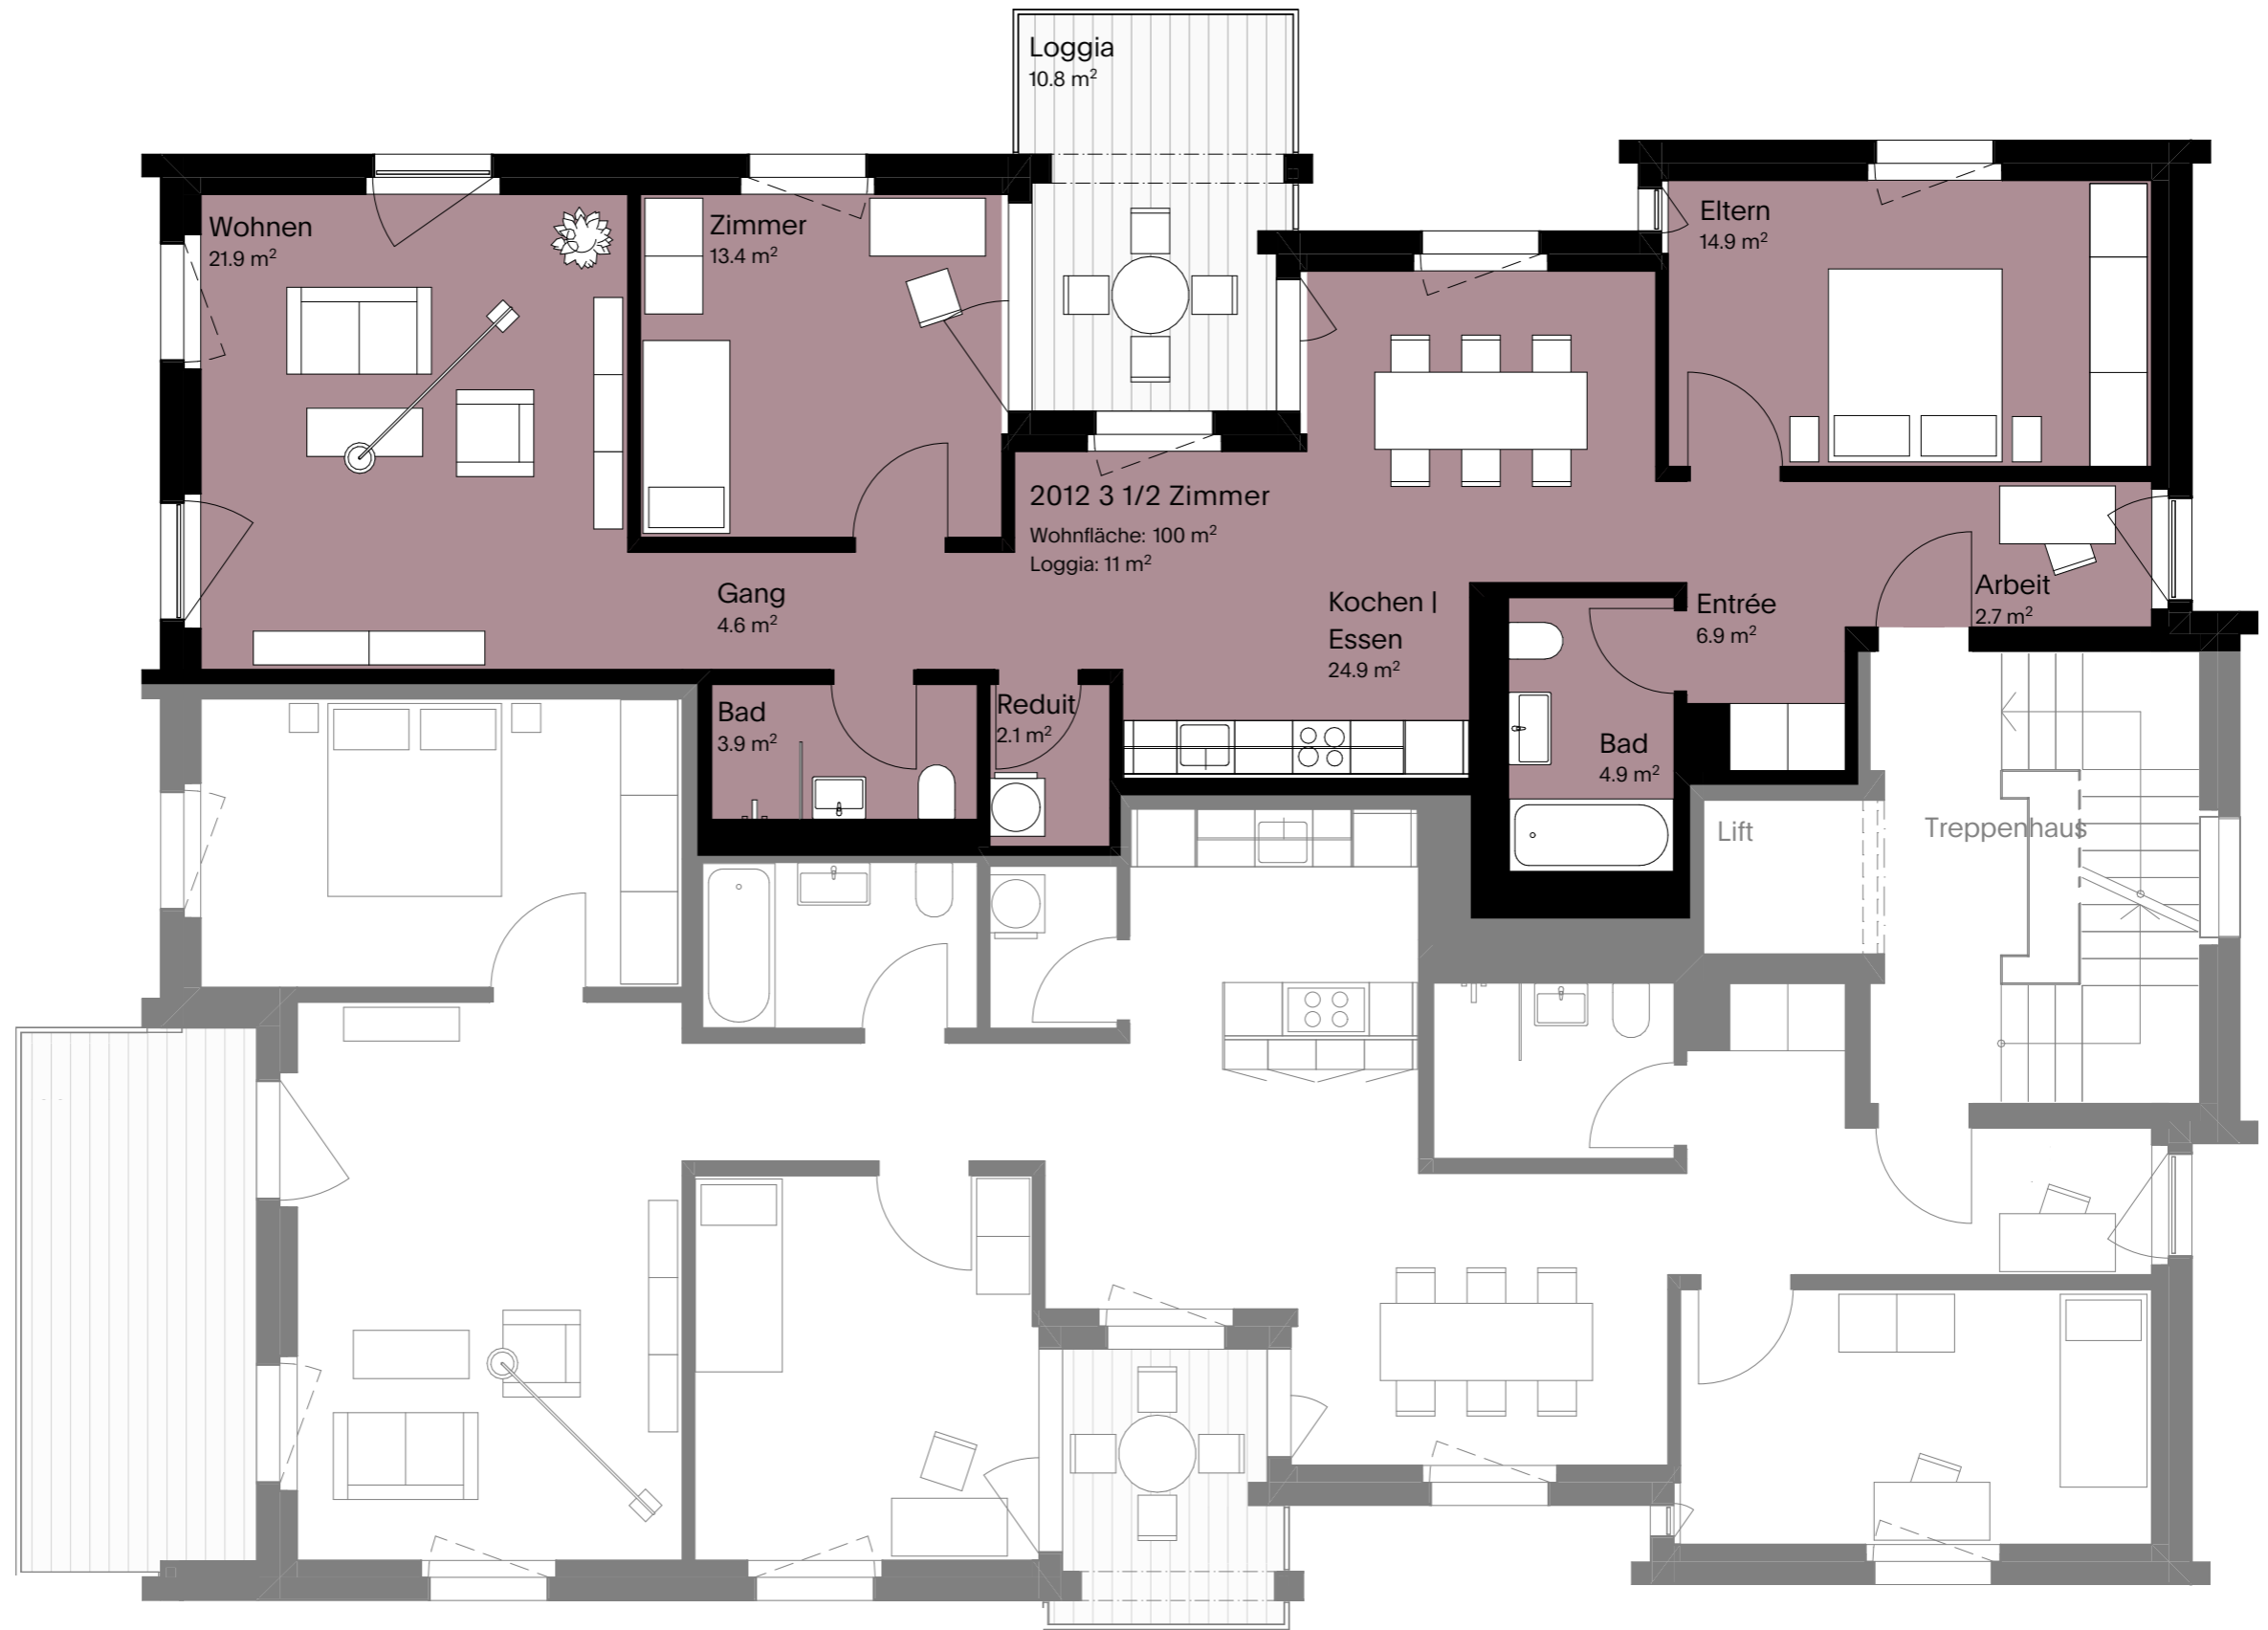 Loggia
10.8 m²
Wohnen
21.9 m²
Zimmer
13.4 m²
Eltern
14.9 m²
2012 3 1/2 Zimmer
Wohnfläche: 100 m²
Loggia: 11 m²
Gang
4.6 m²
Kochen |
Essen
24.9 m²
Entrée
6.9 m²
Arbeit
2.7 m²
Bad
3.9 m²
Reduit
2.1 m²
Bad
4.9 m²
Lift
Treppenhaus